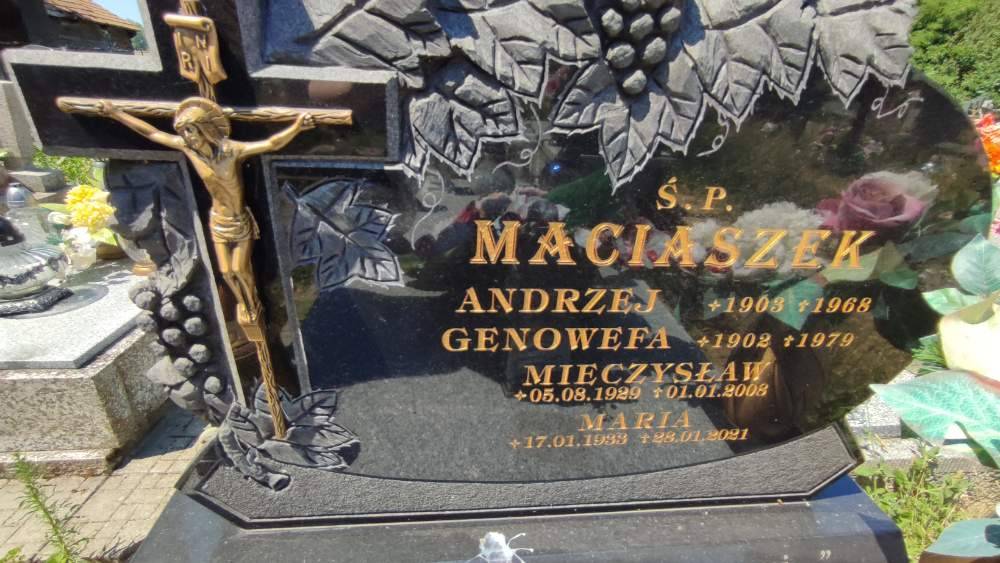 INRI
Ś. P.
MACIASZEK
ANDRZEJ +1903 †1968
GENOWEFA +1902 †1979
MIECZYSŁAW
+05.08.1929 †01.01.2008
MARIA
+17.01.1933 †28.01.2021